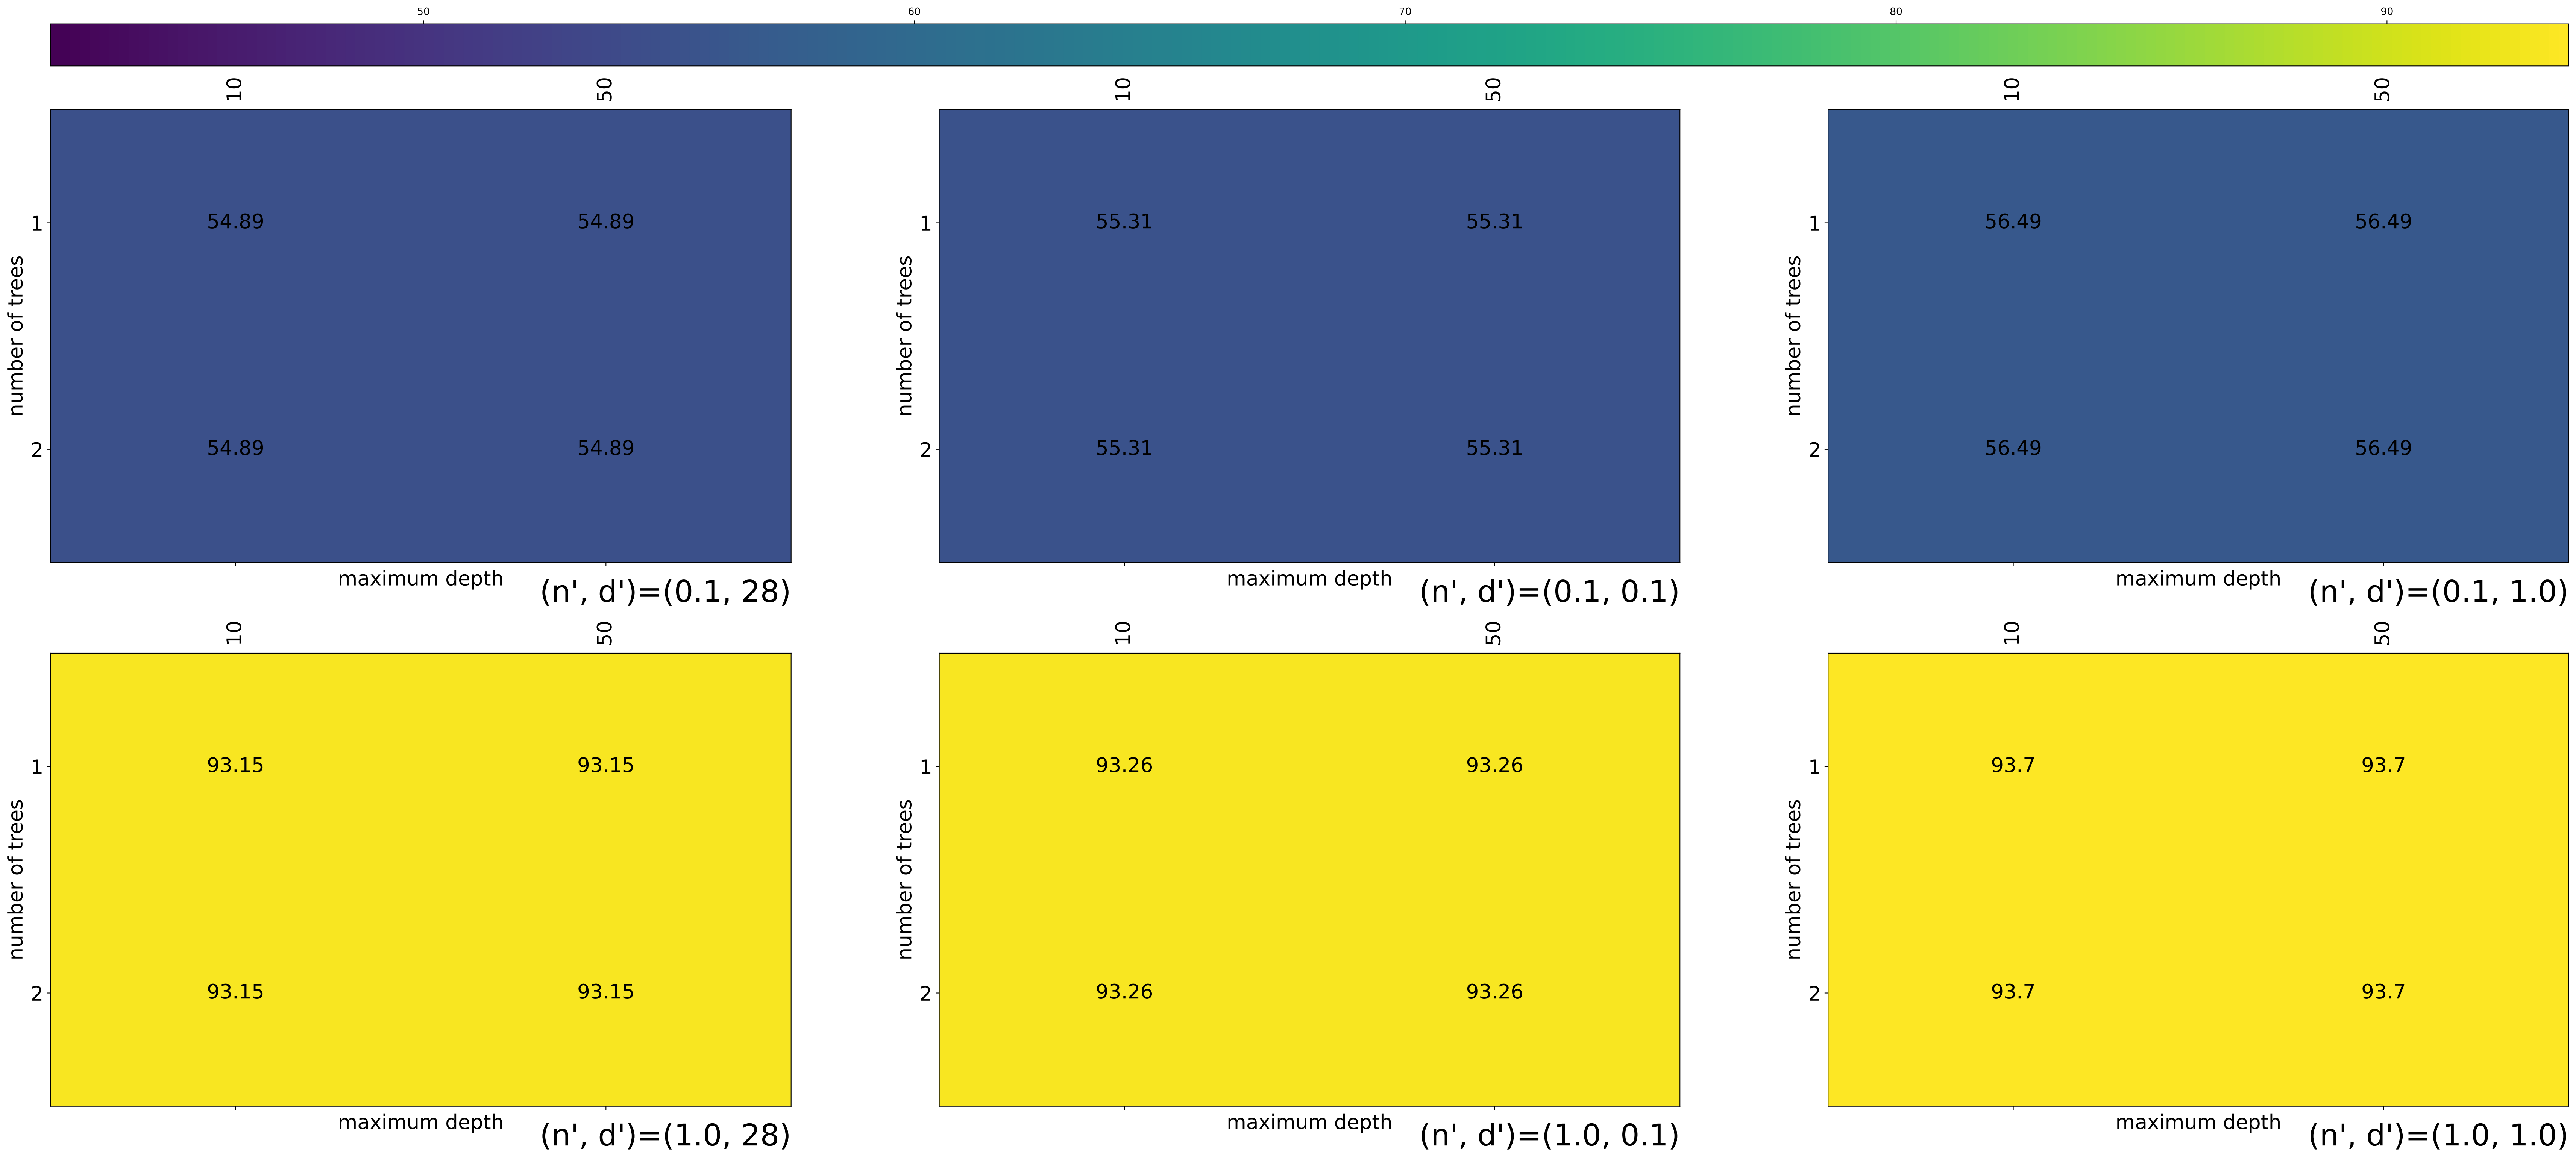 50 60 70 80 90
10 50 10 50 10 50
1 54.89 54.89 1 55.31 55.31 1 56.49 56.49
number of trees number of trees number of trees
2 54.89 54.89 2 55.31 55.31 2 56.49 56.49
maximum depth maximum depth maximum depth
(n', d')=(0.1, 28) (n', d')=(0.1, 0.1) (n', d')=(0.1, 1.0)
10 50 10 50 10 50
1 93.15 93.15 1 93.26 93.26 1 93.7 93.7
number of trees number of trees number of trees
2 93.15 93.15 2 93.26 93.26 2 93.7 93.7
maximum depth maximum depth maximum depth
(n', d')=(1.0, 28) (n', d')=(1.0, 0.1) (n', d')=(1.0, 1.0)